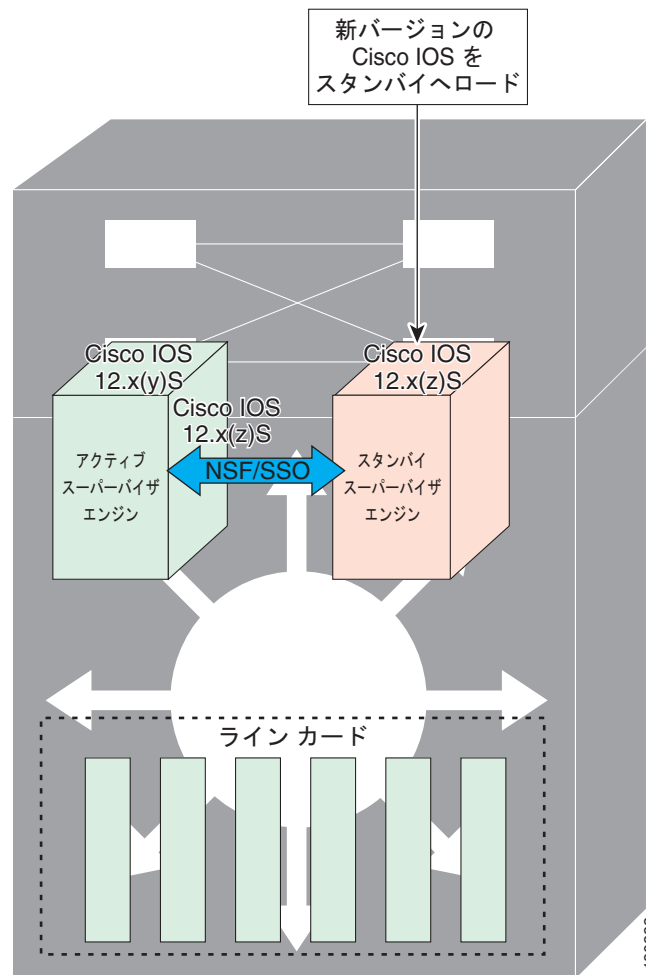 新バージョンの
Cisco IOS を
スタンバイへロード
Cisco IOS
12.x(y)S
Cisco IOS
12.x(z)S
Cisco IOS
12.x(z)S
アクティブ
スーパーバイザ
エンジン
NSF/SSO
スタンバイ
スーパーバイザ
エンジン
ライン カード